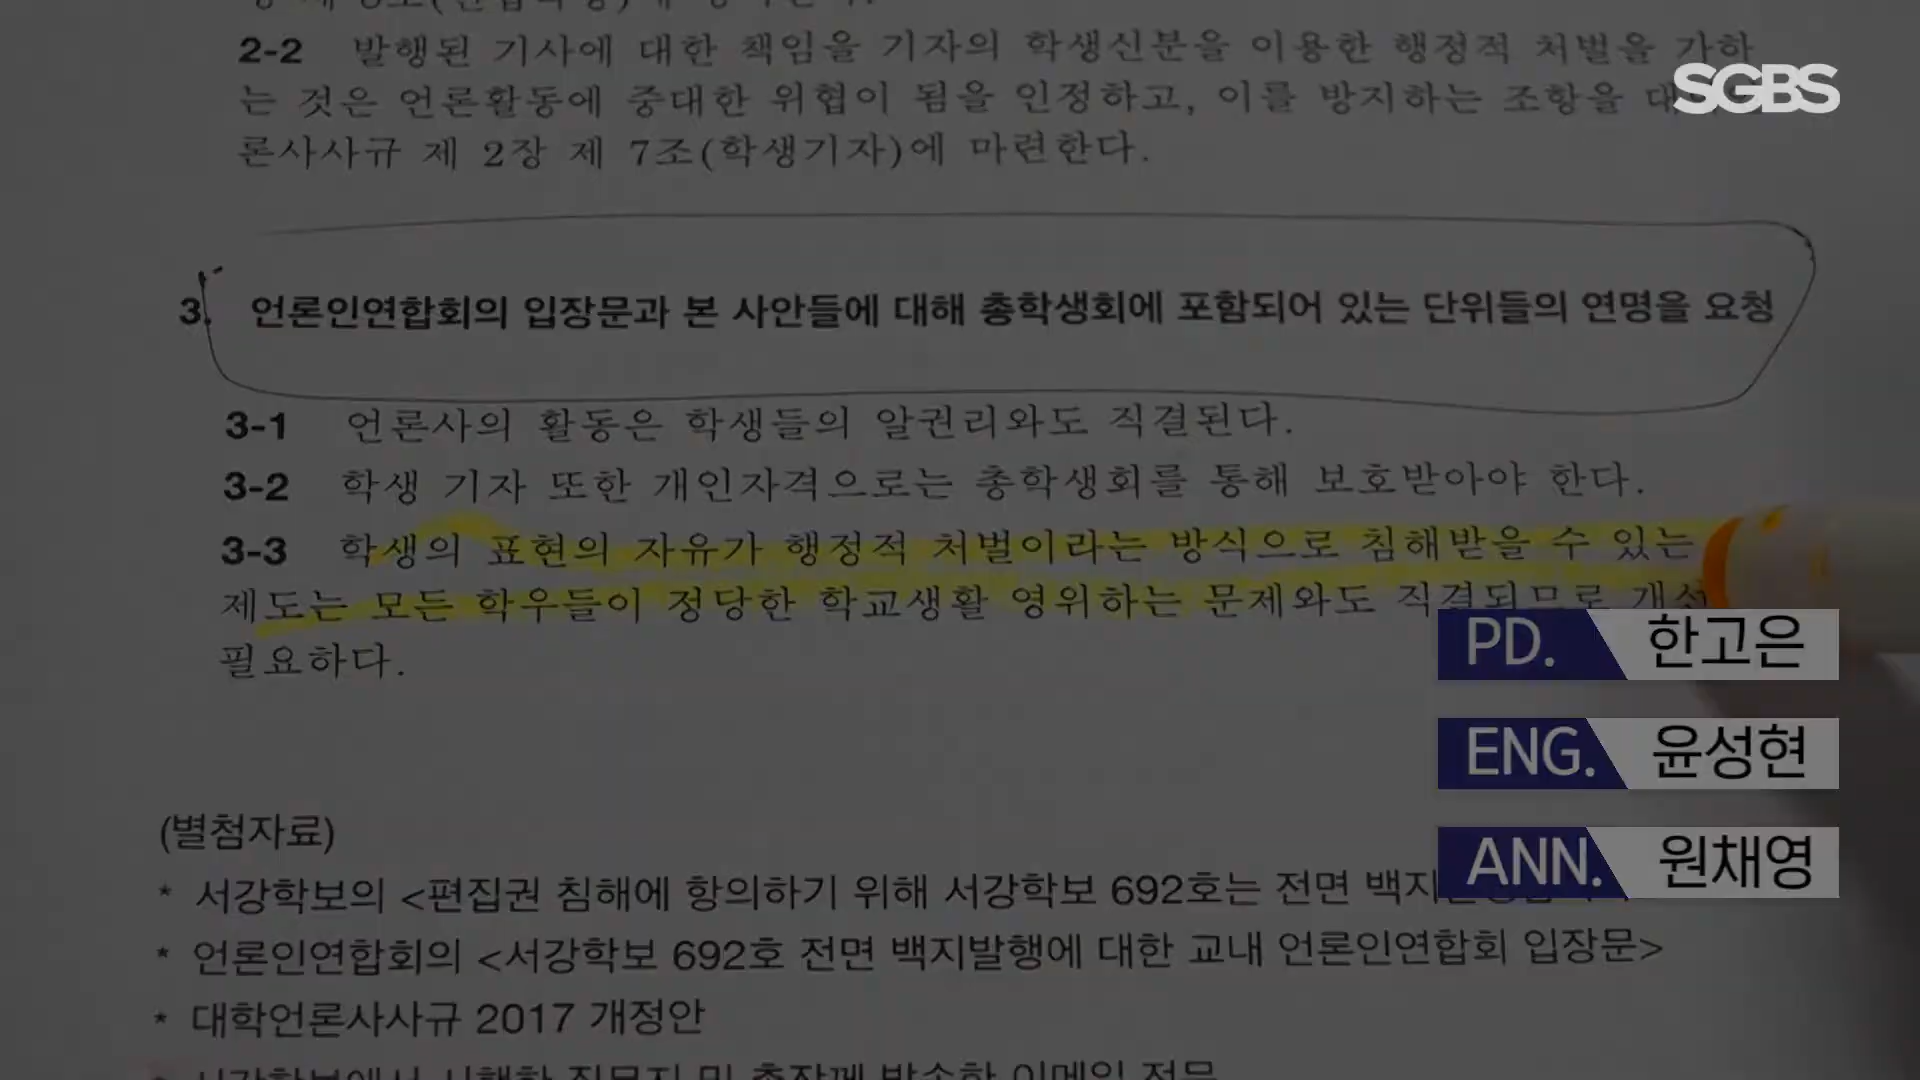 2-2 발행된 기사에 대한 책임을 기자의 학생신분을 이용한 행정적 처벌을 가하
는 것은 언론활동에 중대한 위협이 됨을 인정하고, 이를 방지하는 조항을
론사사규 제 2장 제 7조(학생기자)에 마련한다.
SGBS
3. 언론인연합회의 입장문과 본 사안들에 대해 총학생회에 포함되어 있는 단위들의 연명을 요청
3-1 언론사의 활동은 학생들의 알권리와도 직결된다.
3-2 학생 기자 또한 개인자격으로는 총학생회를 통해 보호받아야 한다.
3-3 학생의 표현의 자유가 행정적 처벌이라는 방식으로 침해받을 수 있는
제도는 모든 학우들이 정당한 학교생활 영위하는 문제와도 직결되므로
필요하다.
PD. 한고은
ENG. 윤성현
ANN. 원채영
(별첨자료)
* 서강학보의 <편집권 침해에 항의하기 위해 서강학보 692호는 전면
* 언론인연합회의 <서강학보 692호 전면 백지발행에 대한 교내 언론인연합회 입장문>
* 대학언론사사규 2017 개정안